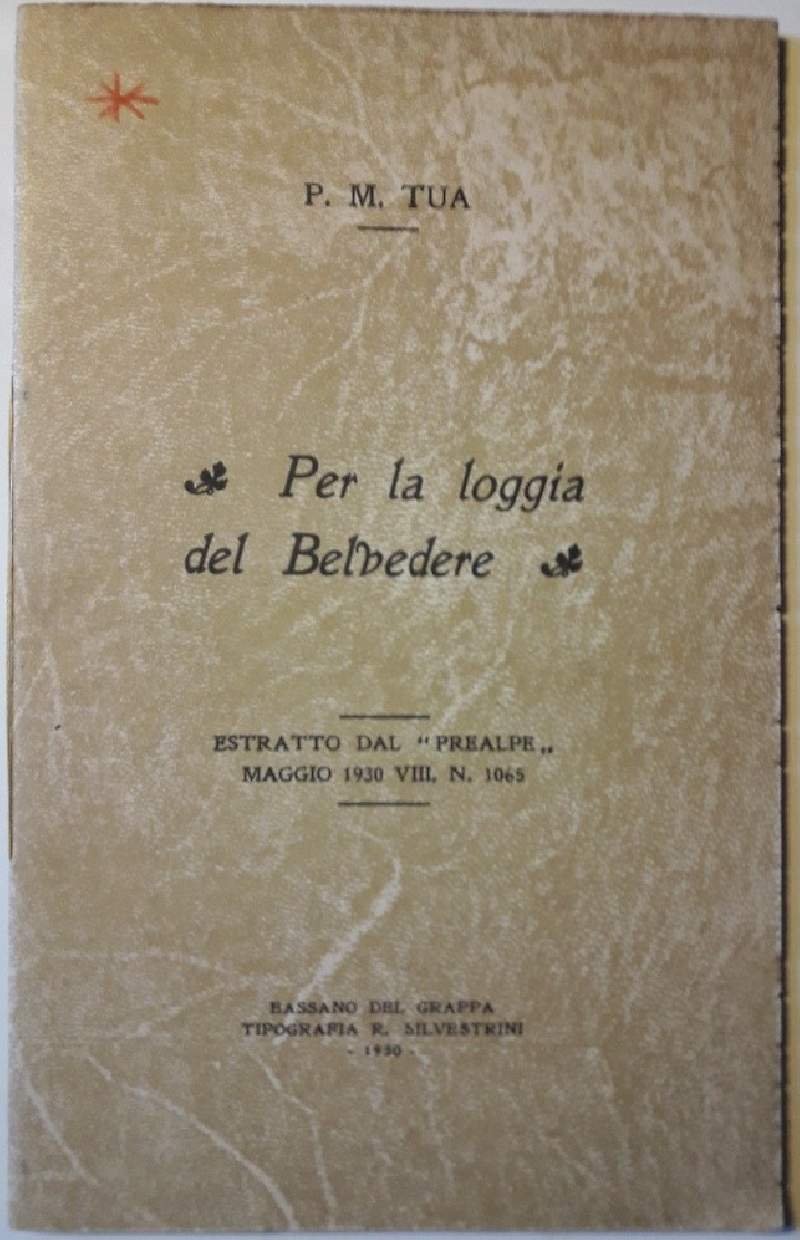 P. M. TUA
Per la loggia
del Belvedere
ESTRATTO DAL “ PREALPE „
MAGGIO 1930 VIII. N. 1065
BASSANO DEL GRAPPA
TIPOGRAFIA R. SILVESTRINI
- 1930 -